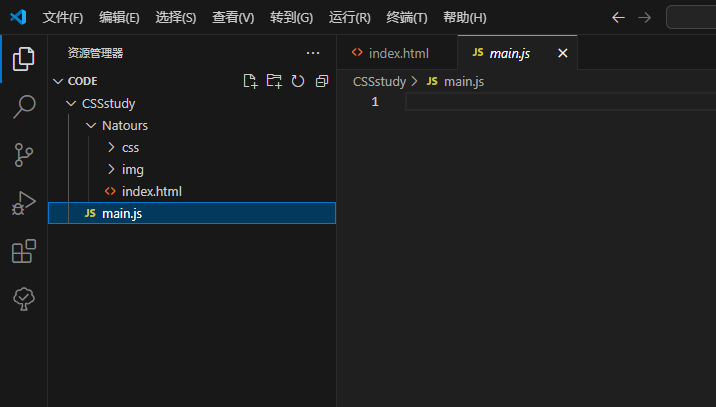 文件(F) 编辑(E) 选择(S) 查看(V) 转到(G) 运行(R) 终端(T) 帮助(H)
资源管理器 ···
CODE
CSSstudy
Natours
css
img
<> index.html
JS main.js
<> index.html JS main.js
CSSstudy > JS main.js
1